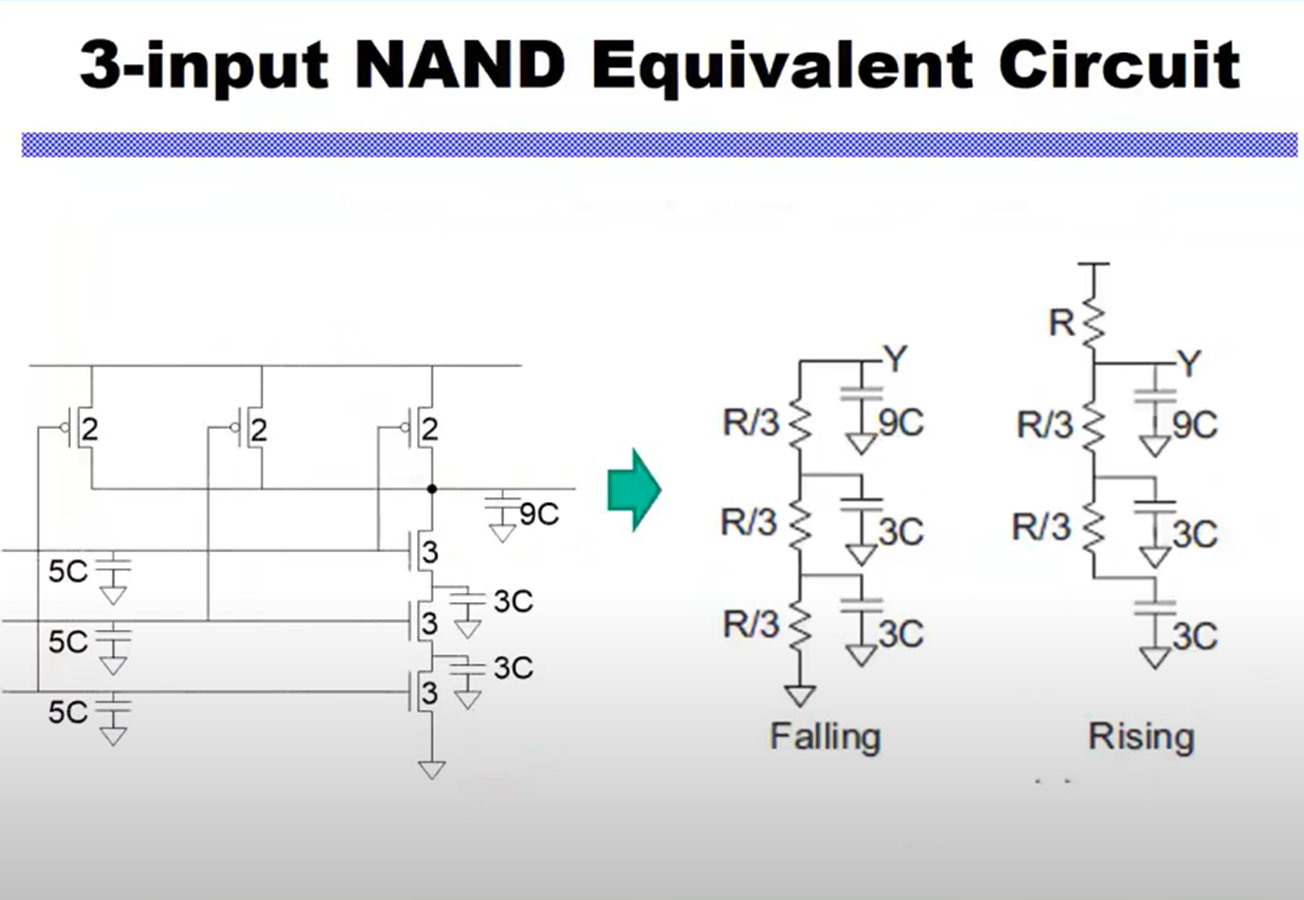 3-input NAND Equivalent Circuit
2
2
2
9C
3
5C
3C
3
5C
3C
3
5C
Y
R/3
9C
R/3
3C
R/3
3C
Falling
R
Y
R/3
9C
R/3
3C
3C
Rising